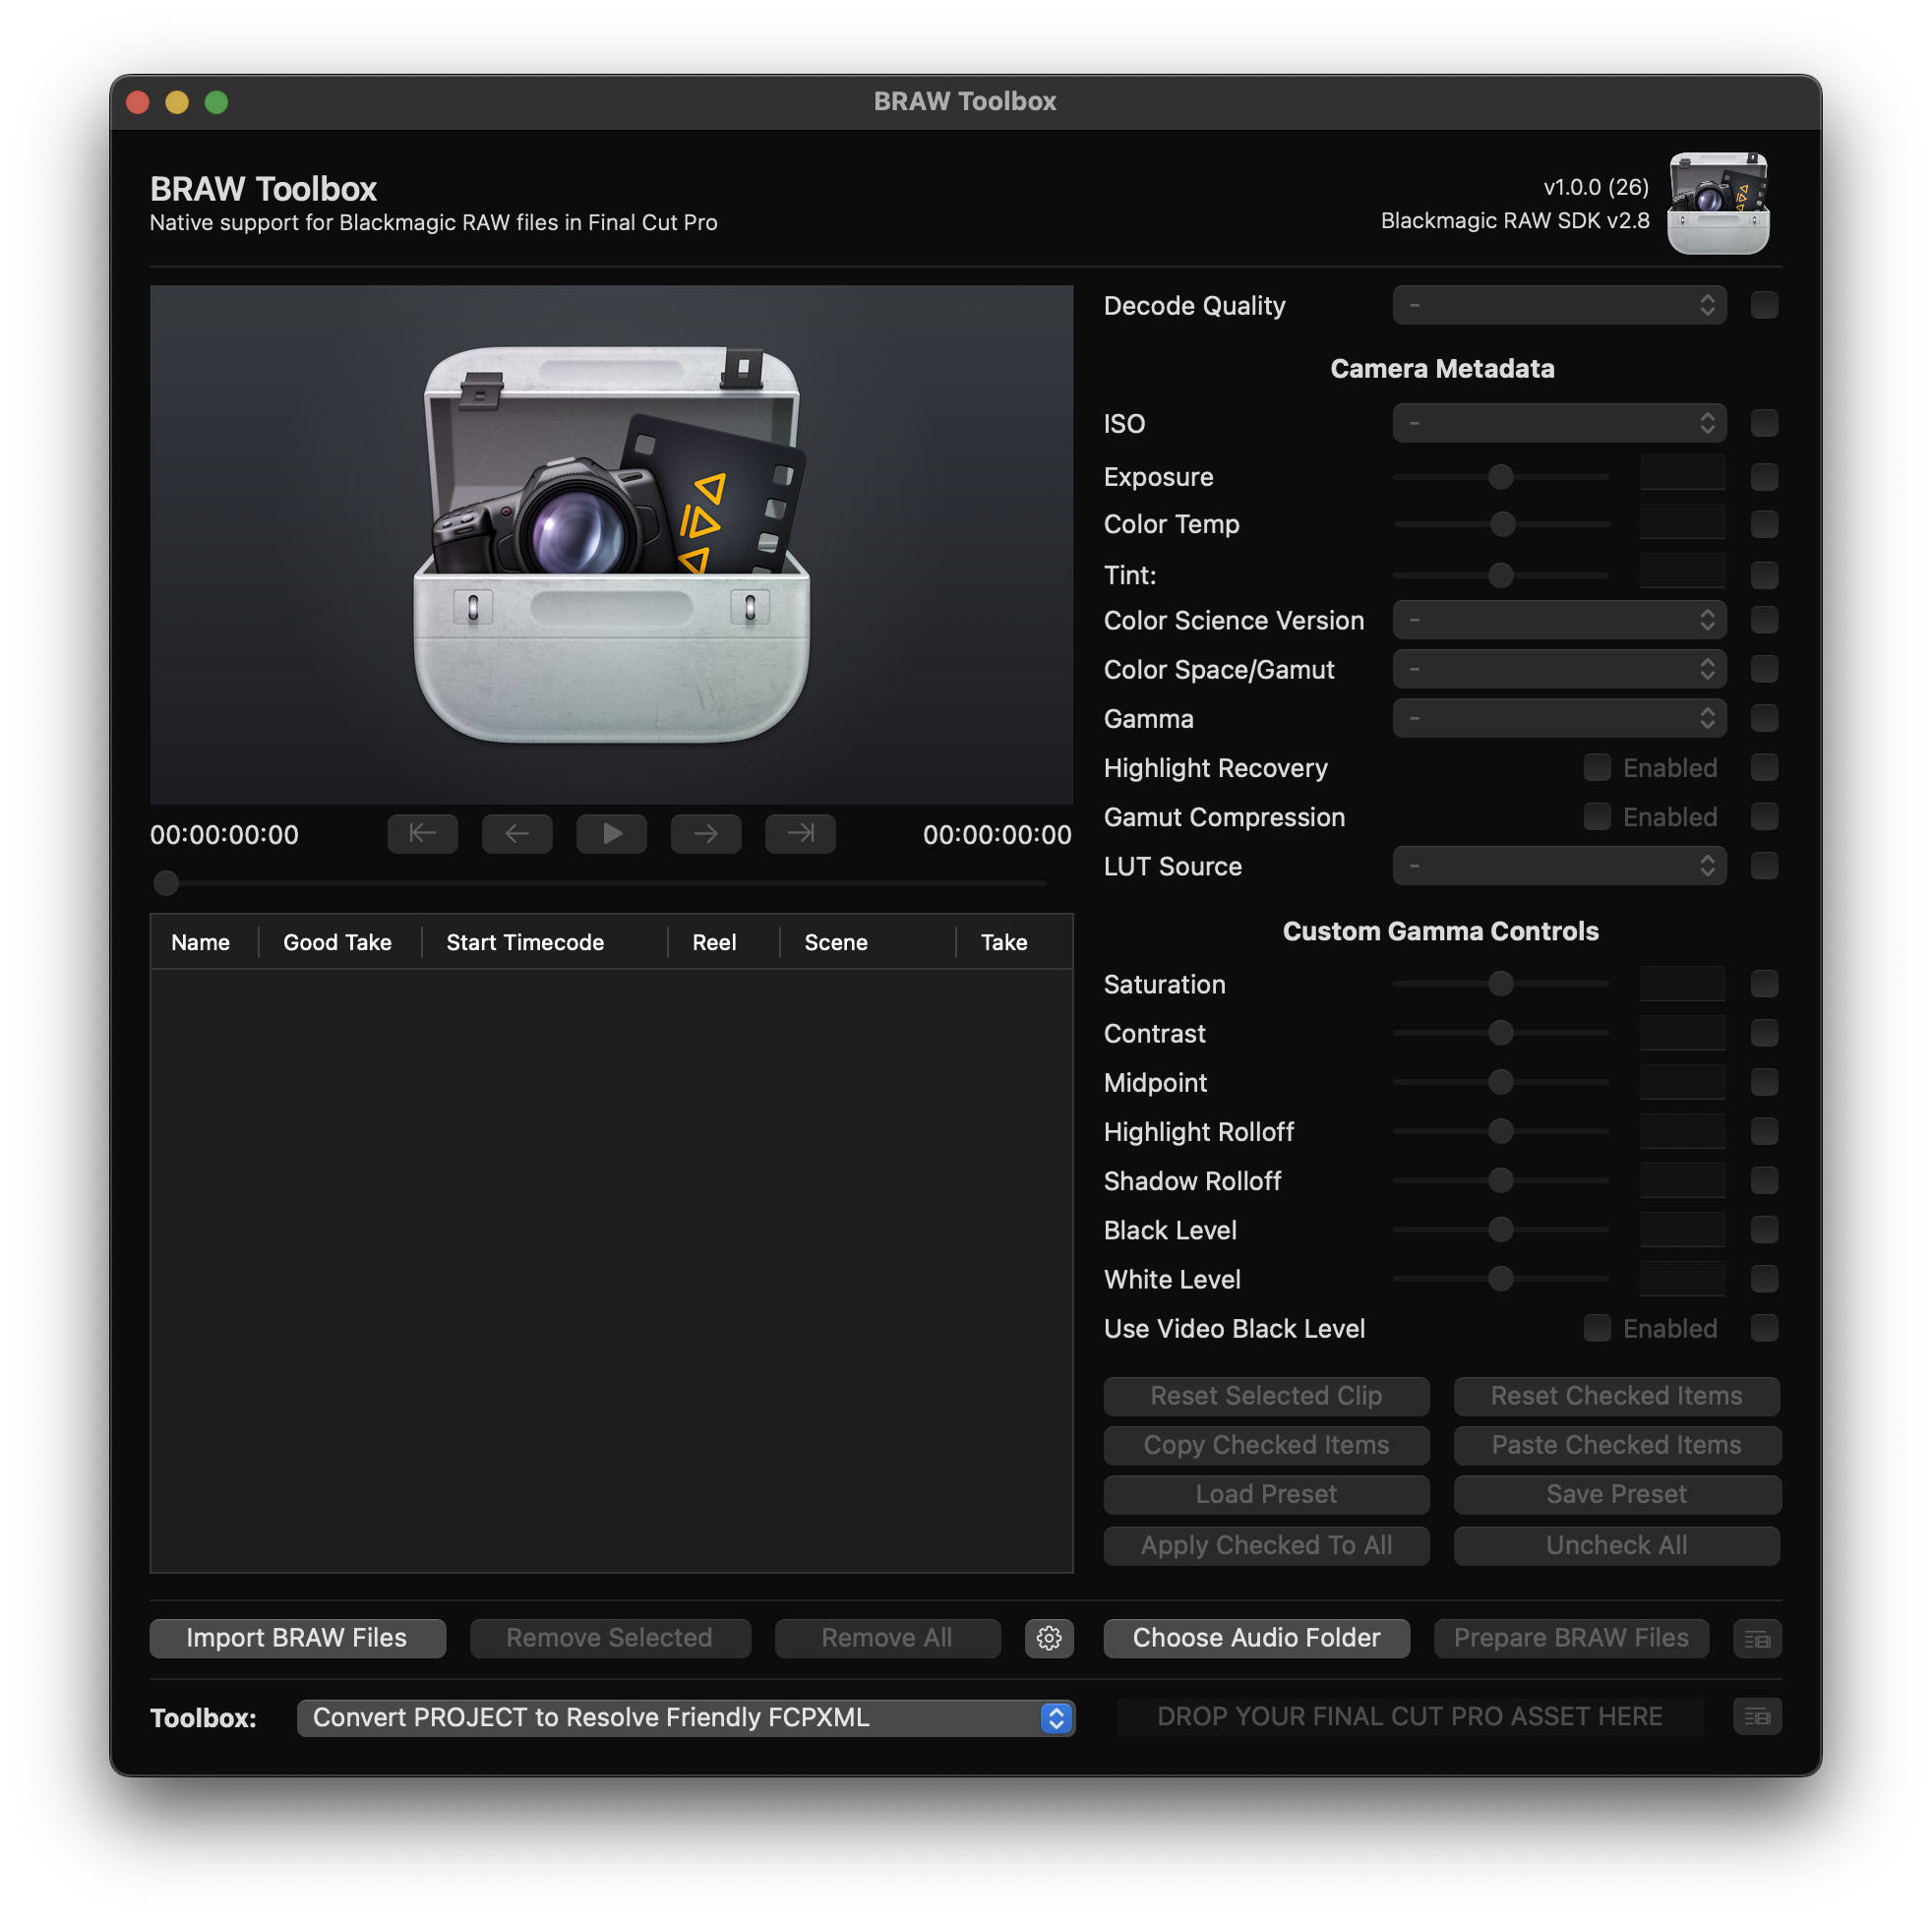 BRAW Toolbox
BRAW Toolbox
Native support for Blackmagic RAW files in Final Cut Pro
v1.0.0 (26)
Blackmagic RAW SDK v2.8
00:00:00:00
00:00:00:00
Name Good Take Start Timecode Reel Scene Take
Decode Quality -
Camera Metadata
ISO -
Exposure
Color Temp
Tint:
Color Science Version -
Color Space/Gamut -
Gamma -
Highlight Recovery Enabled
Gamut Compression Enabled
LUT Source -
Custom Gamma Controls
Saturation
Contrast
Midpoint
Highlight Rolloff
Shadow Rolloff
Black Level
White Level
Use Video Black Level Enabled
Reset Selected Clip Reset Checked Items
Copy Checked Items Paste Checked Items
Load Preset Save Preset
Apply Checked To All Uncheck All
Import BRAW Files Remove Selected Remove All Choose Audio Folder Prepare BRAW Files
Toolbox: Convert PROJECT to Resolve Friendly FCPXML DROP YOUR FINAL CUT PRO ASSET HERE